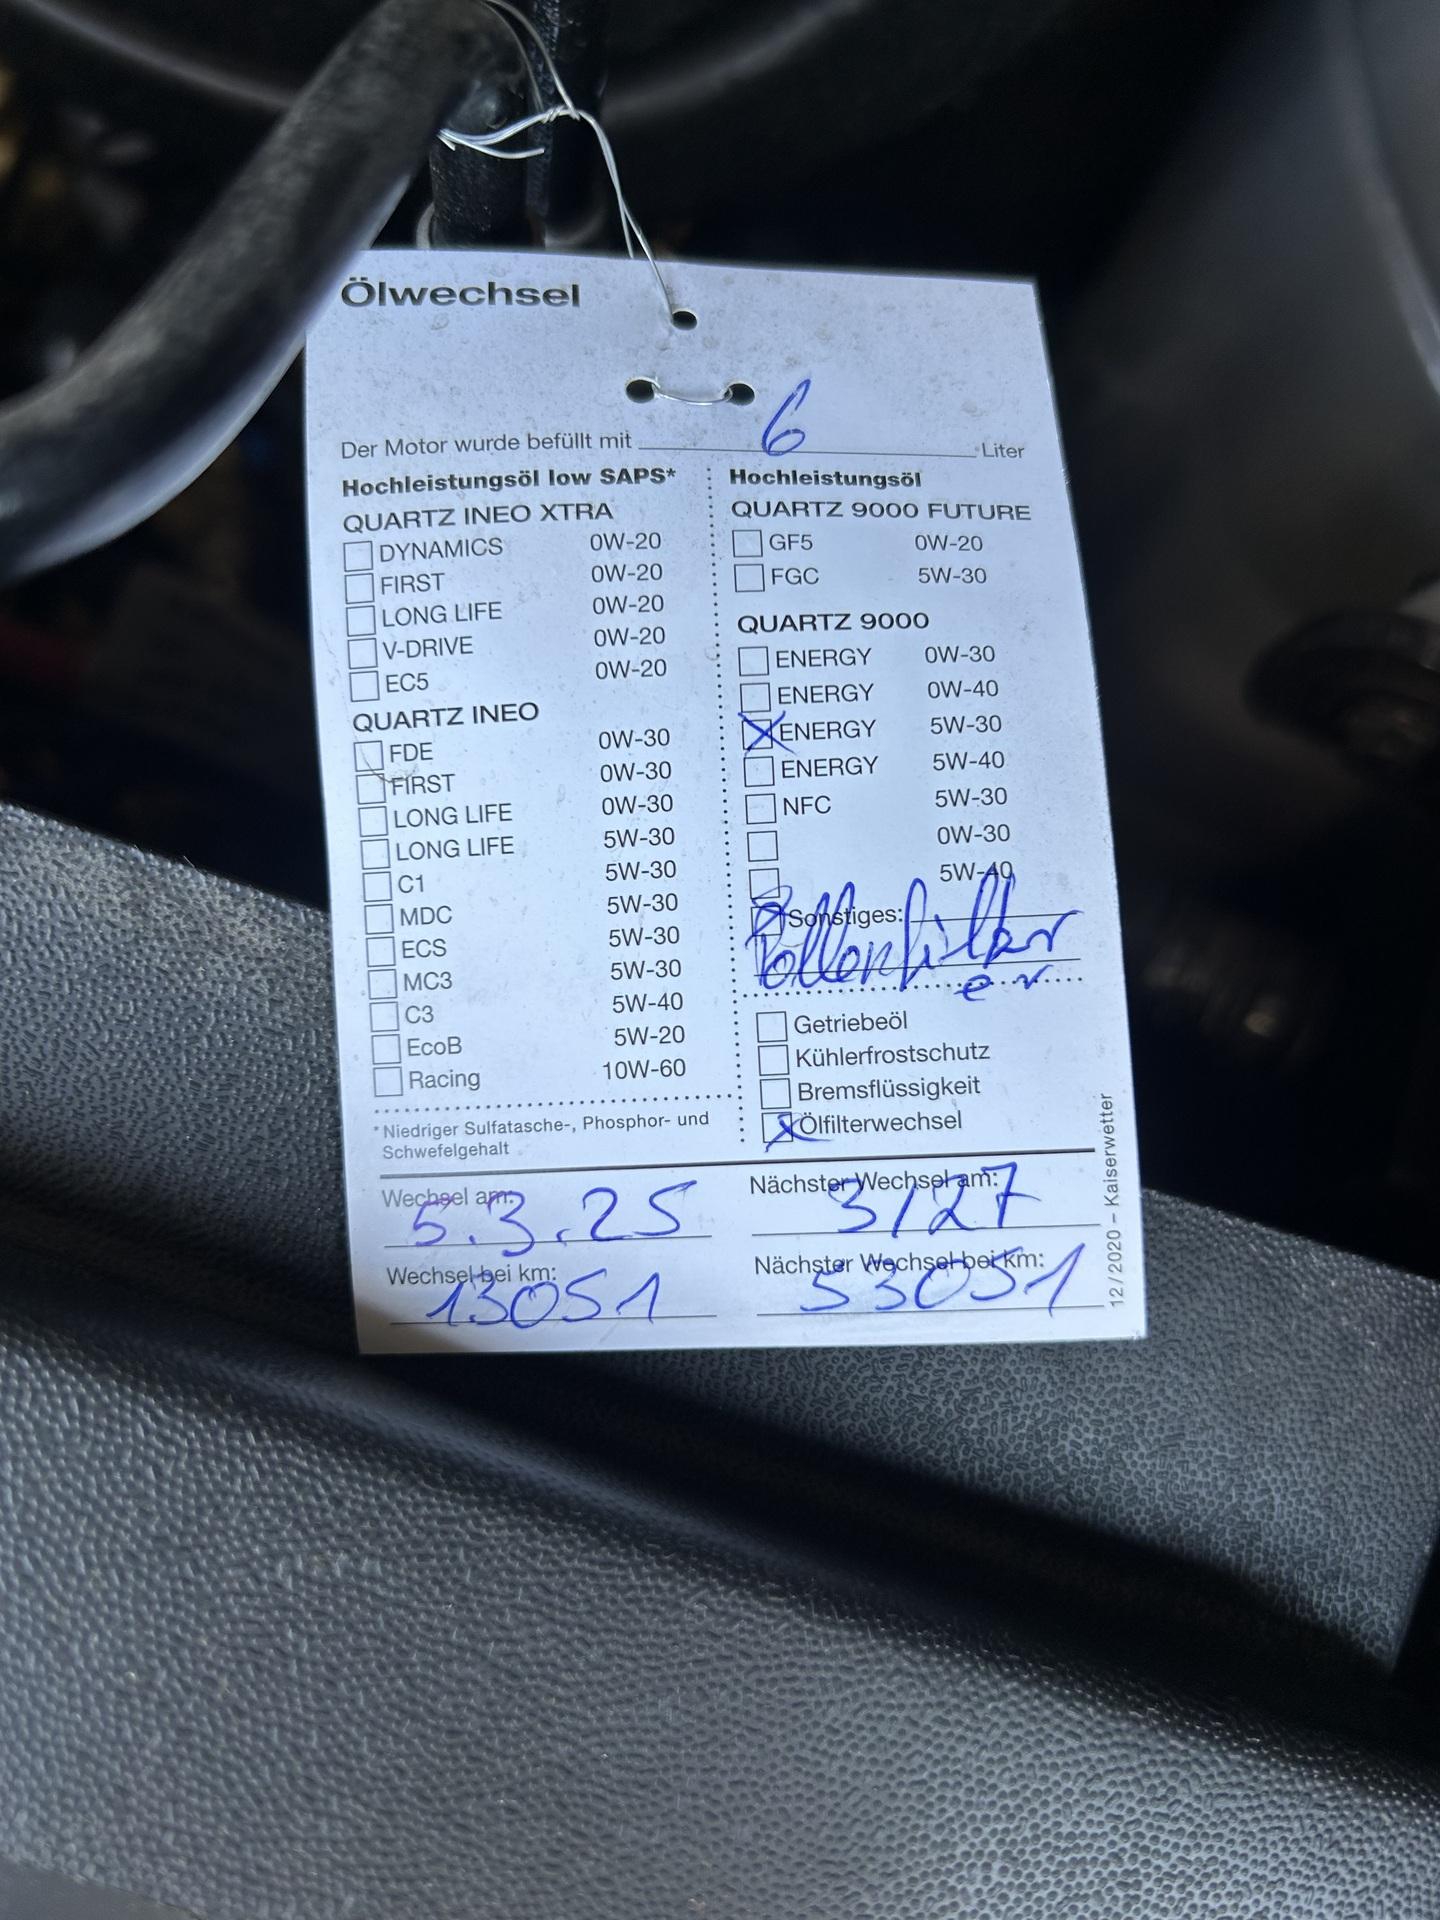 Ölwechsel
Der Motor wurde befüllt mit 6 Liter
Hochleistungsöl low SAPS*
QUARTZ INEO XTRA
DYNAMICS 0W-20
FIRST 0W-20
LONG LIFE 0W-20
V-DRIVE 0W-20
EC5 0W-20
QUARTZ INEO
FDE 0W-30
FIRST 0W-30
LONG LIFE 0W-30
LONG LIFE 5W-30
C1 5W-30
MDC 5W-30
ECS 5W-30
MC3 5W-30
C3 5W-40
EcoB 5W-20
Racing 10W-60
*Niedriger Sulfatasche-, Phosphor- und
Schwefelgehalt
Hochleistungsöl
QUARTZ 9000 FUTURE
GF5 0W-20
FGC 5W-30
QUARTZ 9000
ENERGY 0W-30
ENERGY 0W-40
X ENERGY 5W-30
ENERGY 5W-40
NFC 5W-30
0W-30
5W-40
Sonstiges:
Pollenfilter
er
Getriebeöl
Kühlerfrostschutz
Bremsflüssigkeit
X Ölfilterwechsel
Wechsel am: 5.3.25
Nächster Wechsel am: 3/27
Wechsel bei km: 13051
Nächster Wechsel bei km: 53051
12/2020 – Kaiserwetter